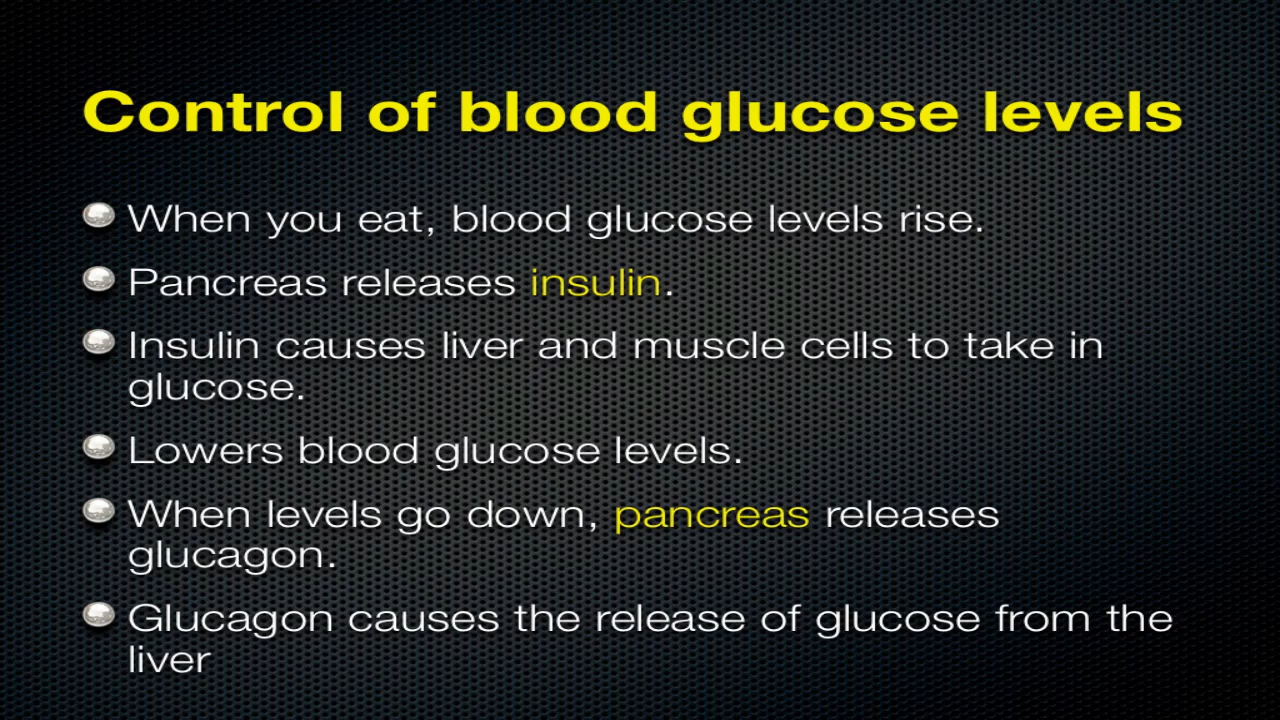 Control of blood glucose levels
When you eat, blood glucose levels rise.
Pancreas releases insulin.
Insulin causes liver and muscle cells to take in
glucose.
Lowers blood glucose levels.
When levels go down, pancreas releases
glucagon.
Glucagon causes the release of glucose from the
liver